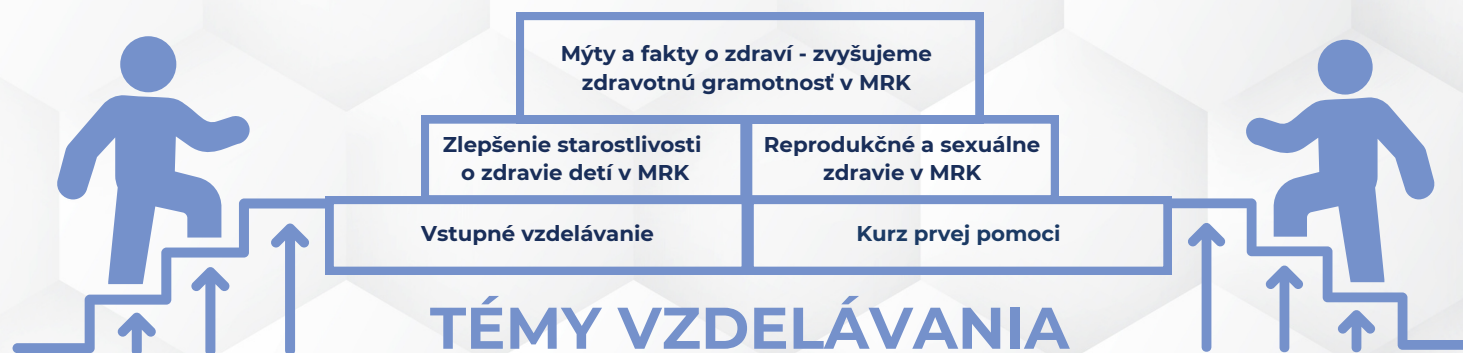 Mýty a fakty o zdraví - zvyšujeme
zdravotnú gramotnosť v MRK
Zlepšenie starostlivosti
o zdravie detí v MRK
Reprodukčné a sexuálne
zdravie v MRK
Vstupné vzdelávanie
Kurz prvej pomoci
TÉMY VZDELÁVANIA